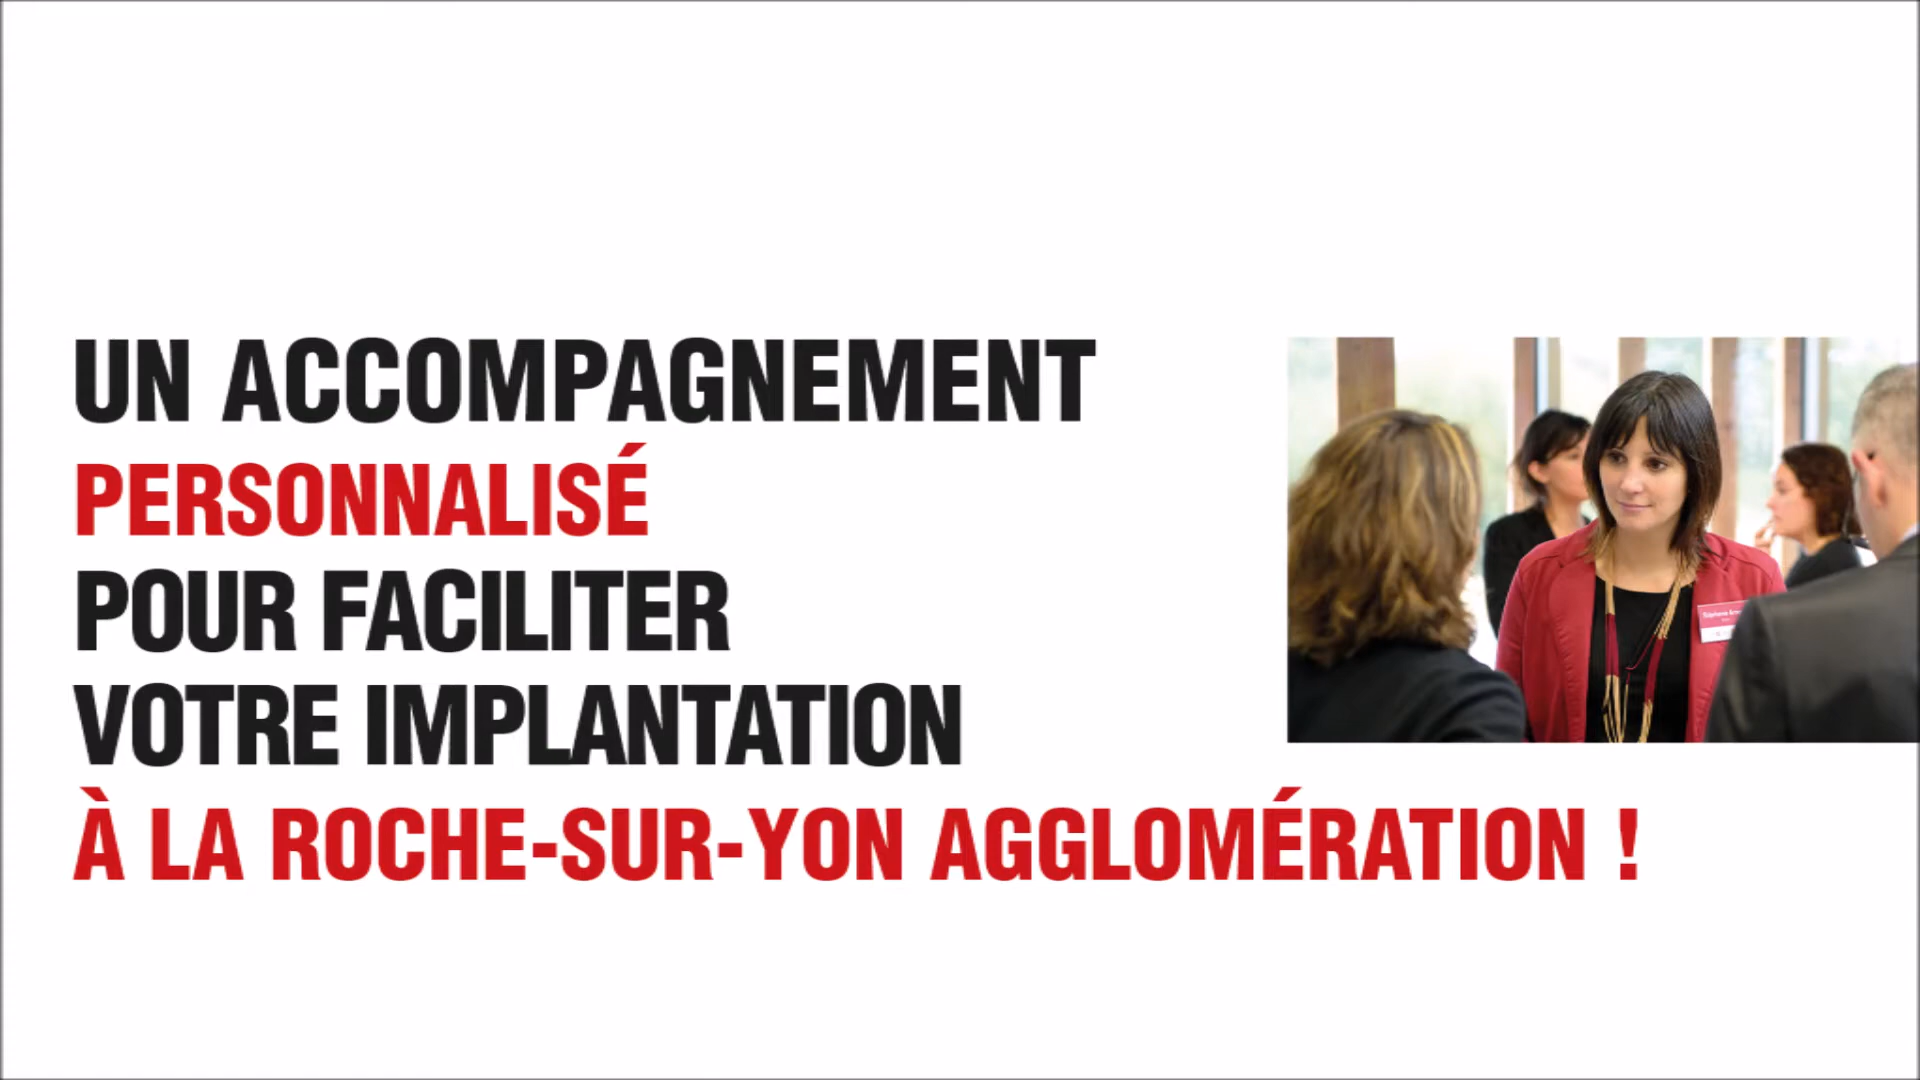 UN ACCOMPAGNEMENT
PERSONNALISÉ
POUR FACILITER
VOTRE IMPLANTATION
À LA ROCHE-SUR-YON AGGLOMÉRATION !